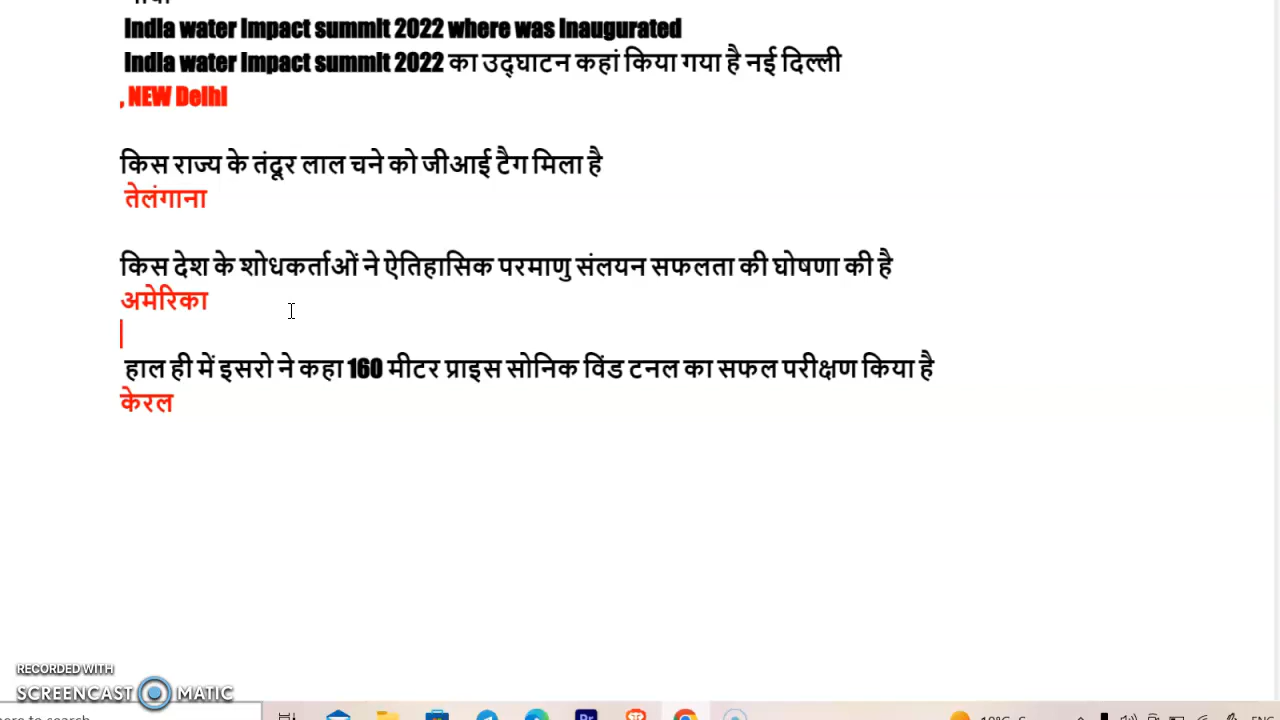 India water impact summit 2022 where was inaugurated
India water impact summit 2022 का उद्घाटन कहां किया गया है नई दिल्ली
, NEW Delhi
किस राज्य के तंदूर लाल चने को जीआई टैग मिला है
तेलंगाना
किस देश के शोधकर्ताओं ने ऐतिहासिक परमाणु संलयन सफलता की घोषणा की है
अमेरिका
हाल ही में इसरो ने कहा 160 मीटर प्राइस सोनिक विंड टनल का सफल परीक्षण किया है
केरल
RECORDED WITH
SCREENCAST MATIC